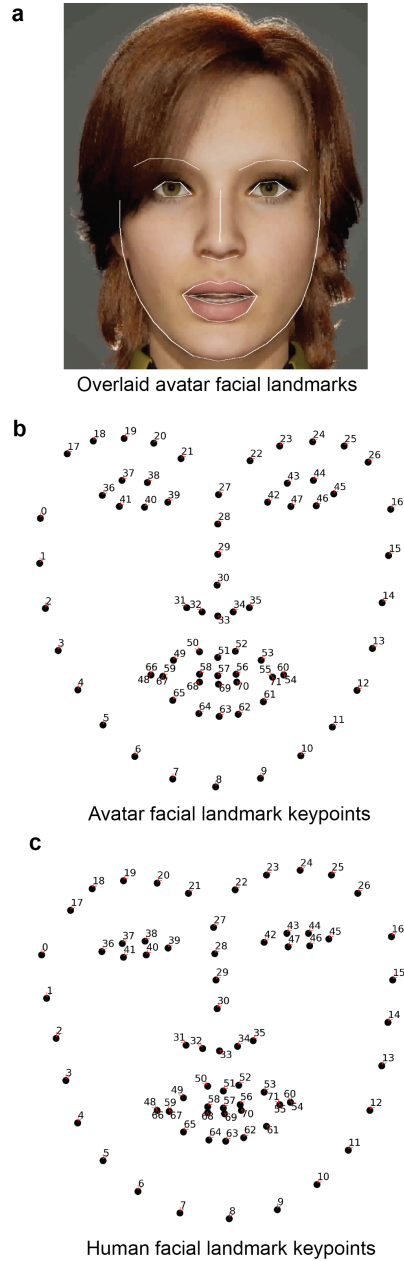 a
Overlaid avatar facial landmarks
b
17 18 19 20 21 22 23 24 25 26
36 37 38 39 40 41 42 43 44 45 46 47
0 27 28 16
1 29 15
2 30 14
31 32 33 34 35
3 49 50 51 52 53 13
66 59 58 57 56 55 60
48 67 68 69 70 71 54
4 65 64 63 62 61 12
5 11
6 10
7 8 9
Avatar facial landmark keypoints
c
17 18 19 20 21 22 23 24 25 26
36 37 38 39 40 41 42 43 44 45 46 47
0 27 28 16
1 29 15
2 30 14
31 32 33 34 35
3 49 50 51 52 53 13
48 59 58 57 56 71 60
66 67 68 69 70 55 54
4 65 64 63 62 61 12
5 11
6 10
7 8 9
Human facial landmark keypoints